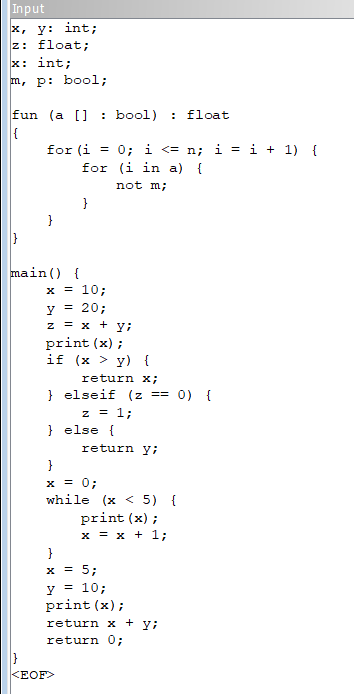 Input
x, y: int;
z: float;
x: int;
m, p: bool;

fun (a [] : bool) : float
{
    for(i = 0; i <= n; i = i + 1) {
        for (i in a) {
            not m;
        }
    }
}

main() {
    x = 10;
    y = 20;
    z = x + y;
    print(x);
    if (x > y) {
        return x;
    } elseif (z == 0) {
        z = 1;
    } else {
        return y;
    }
    x = 0;
    while (x < 5) {
        print(x);
        x = x + 1;
    }
    x = 5;
    y = 10;
    print(x);
    return x + y;
    return 0;
}
<EOF>